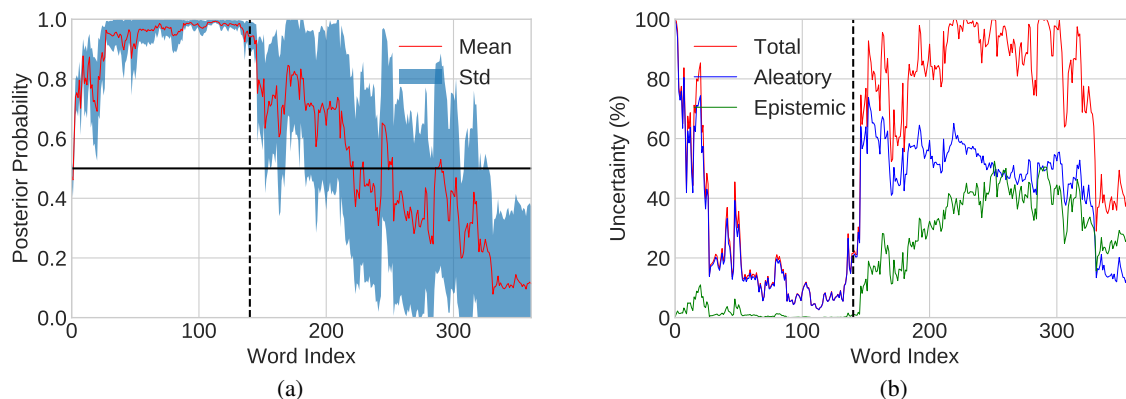 1.0
0.8
0.6
0.4
0.2
0.0
Posterior Probability
Mean
Std
0 100 200 300
Word Index
(a)
100
80
60
40
20
0
Uncertainty (%)
Total
Aleatory
Epistemic
0 100 200 300
Word Index
(b)